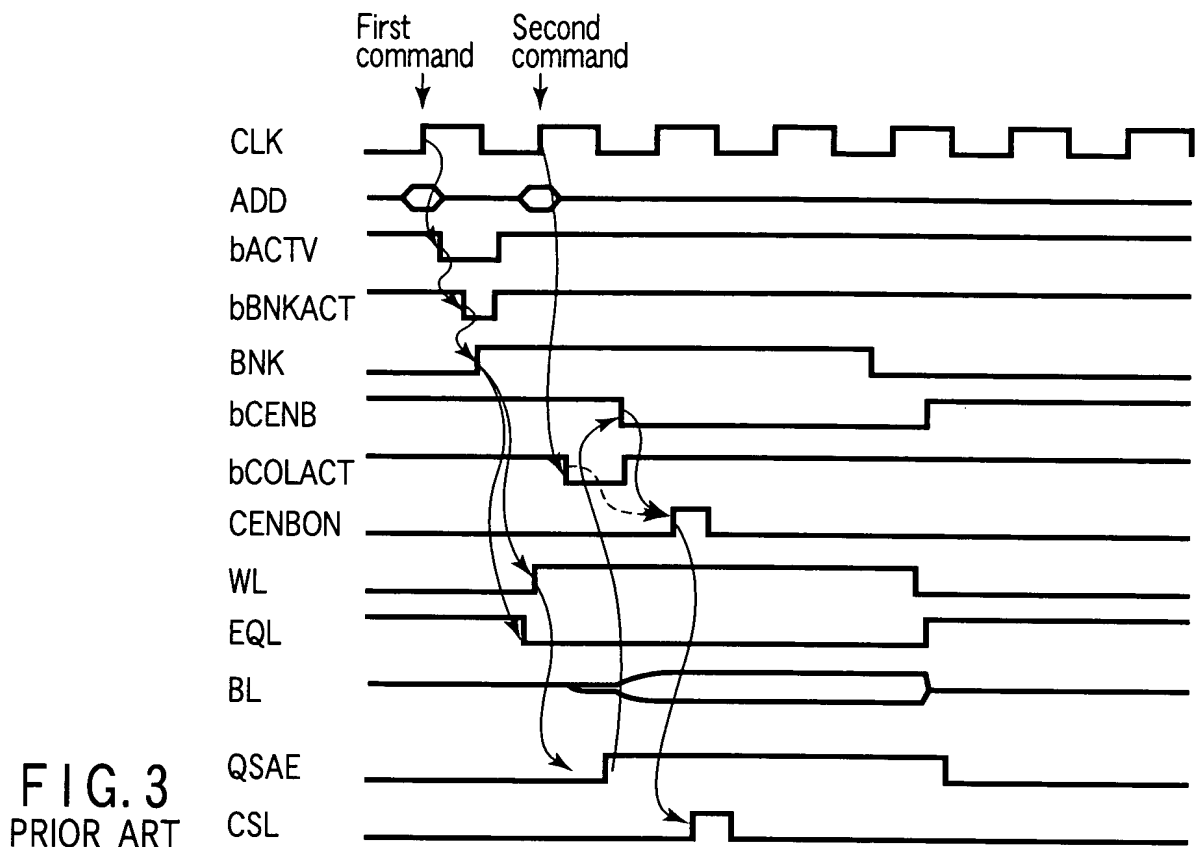 First
command
Second
command
CLK
ADD
bACTV
bBNKACT
BNK
bCENB
bCOLACT
CENBON
WL
EQL
BL
QSAE
CSL
FIG. 3
PRIOR ART